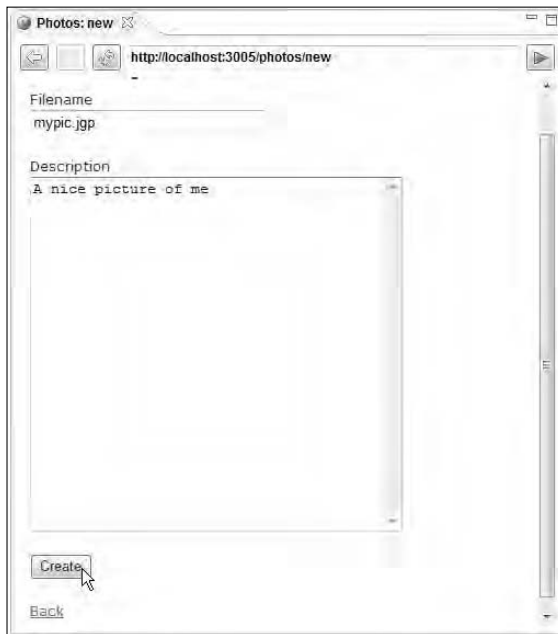 Photos: new
http://localhost:3005/photos/new
Filename
mypic.jgp
Description
A nice picture of me
Create
Back